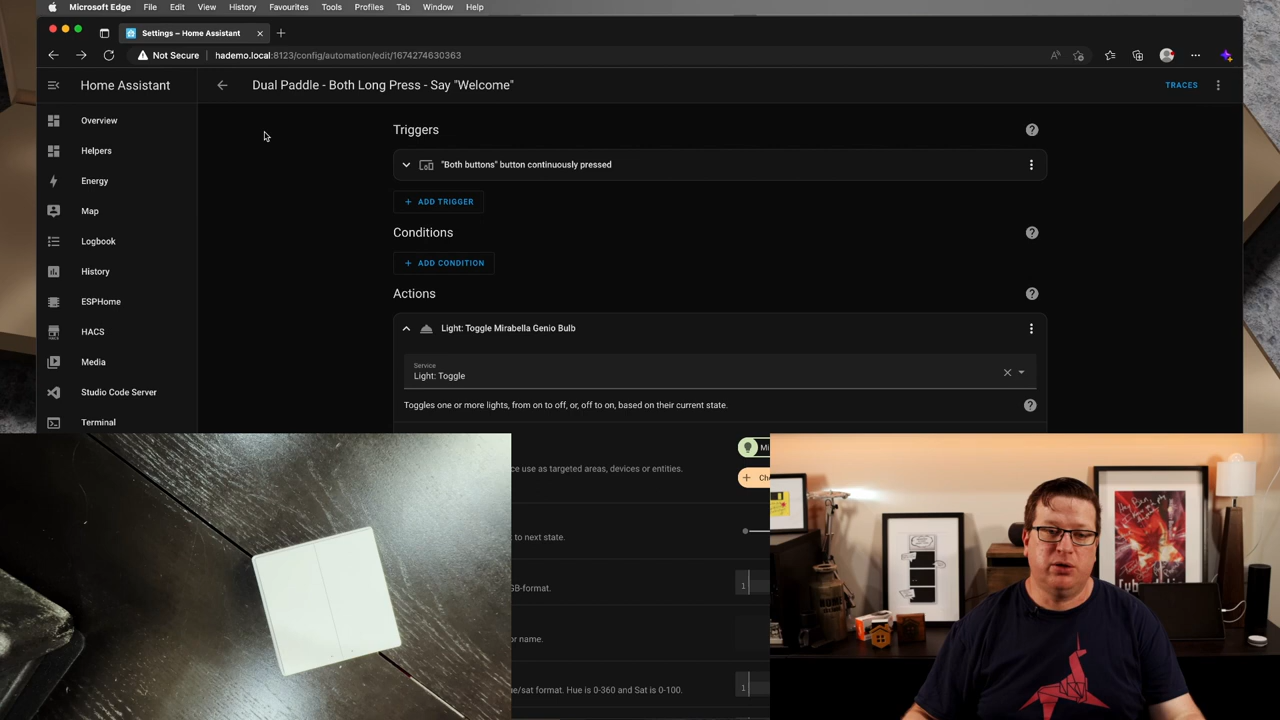 Microsoft Edge File Edit View History Favourites Tools Profiles Tab Window Help
Settings – Home Assistant
Not Secure hademo.local:8123/config/automation/edit/1674274630363
Home Assistant
Dual Paddle - Both Long Press - Say "Welcome"
TRACES
Overview
Helpers
Energy
Map
Logbook
History
ESPHome
HACS
Media
Studio Code Server
Terminal
Triggers
"Both buttons" button continuously pressed
+ ADD TRIGGER
Conditions
+ ADD CONDITION
Actions
Light: Toggle Mirabella Genio Bulb
Service
Light: Toggle
Toggles one or more lights, from on to off, or, off to on, based on their current state.
ce use as targeted areas, devices or entities.
Mi
+ Ch
to next state.
GB-format.
1
or name.
e/sat format. Hue is 0-360 and Sat is 0-100.
1